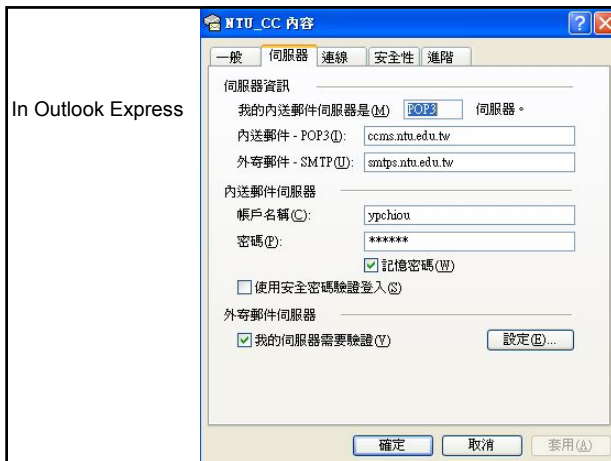 NTU_CC 內容
一般 伺服器 連線 安全性 進階
In Outlook Express
伺服器資訊
我的內送郵件伺服器是(M) POP3 伺服器。
內送郵件 - POP3(I): ccms.ntu.edu.tw
外寄郵件 - SMTP(U): smtps.ntu.edu.tw
內送郵件伺服器
帳戶名稱(C): ypchiou
密碼(P): ******
記憶密碼(W)
使用安全密碼驗證登入(S)
外寄郵件伺服器
我的伺服器需要驗證(V) 設定(E)...
確定 取消 套用(A)